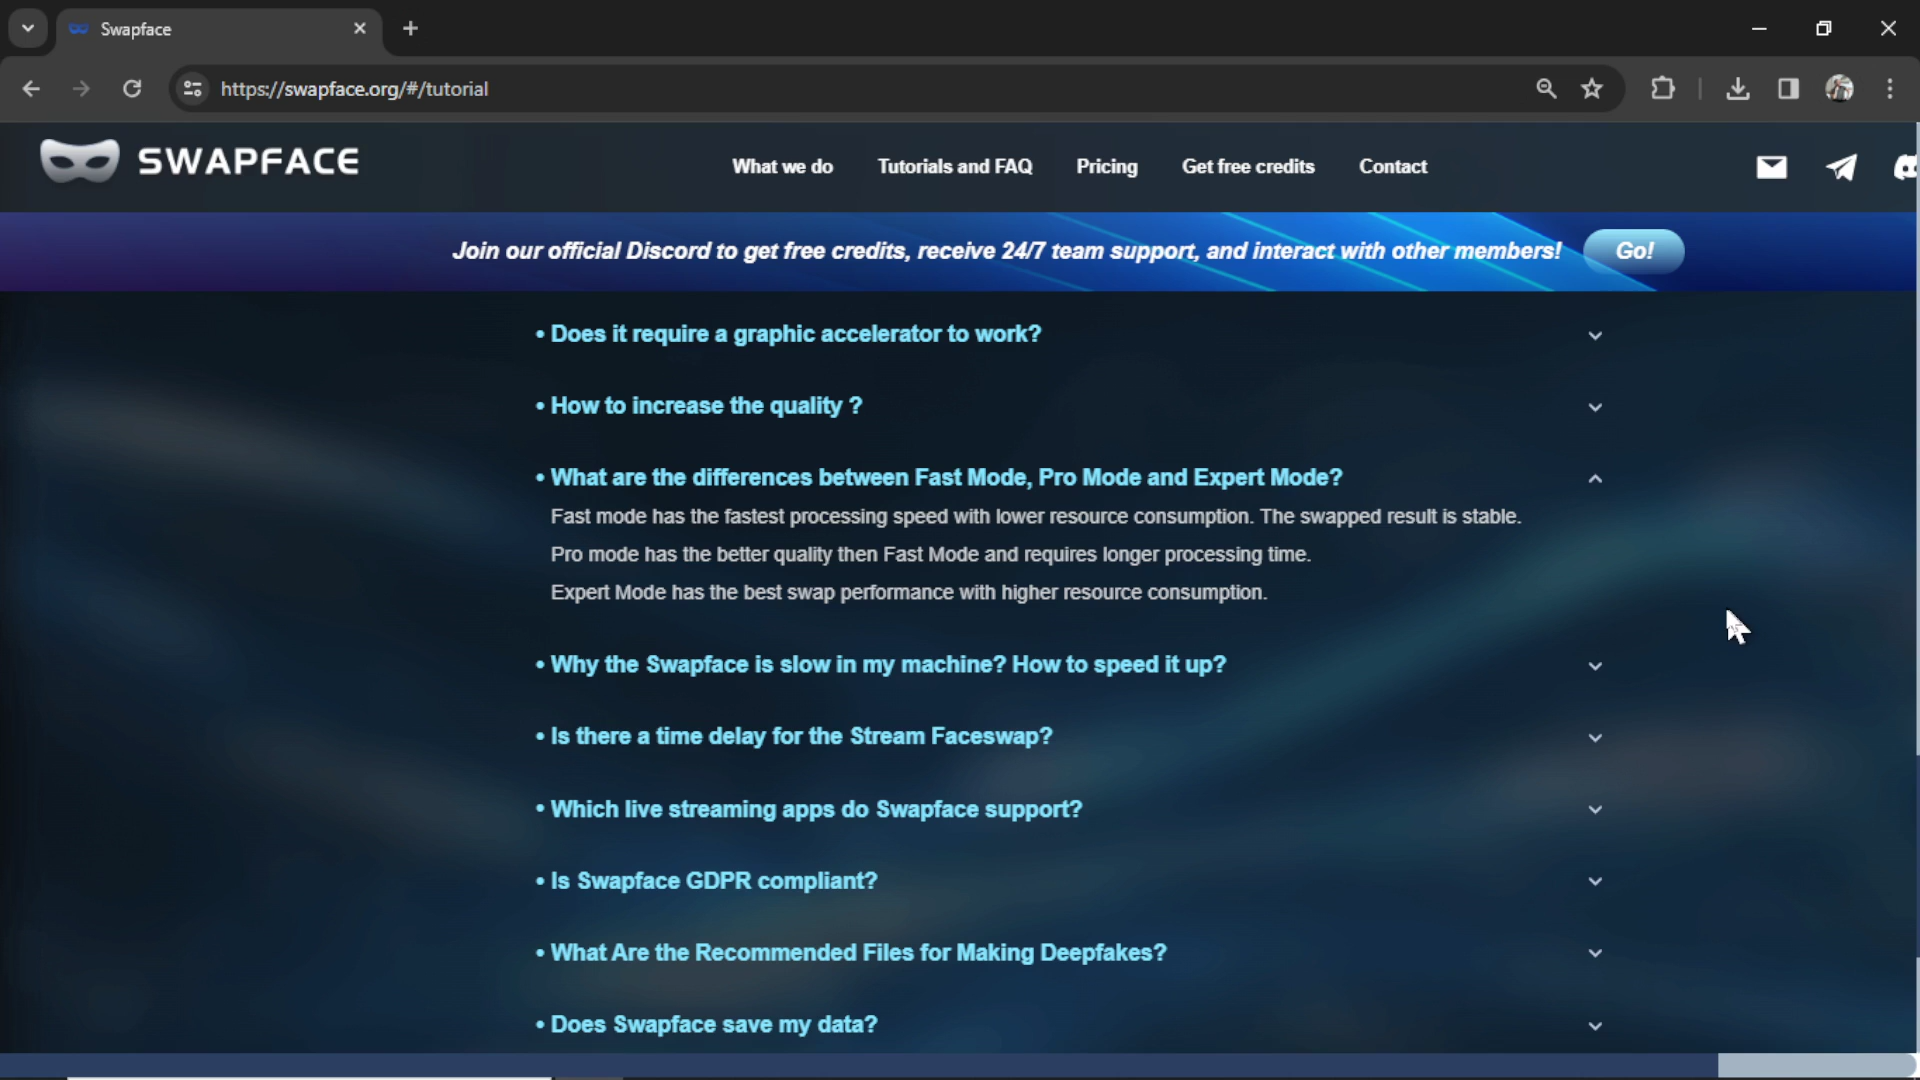 Swapface
https://swapface.org/#/tutorial
SWAPFACE
What we do
Tutorials and FAQ
Pricing
Get free credits
Contact
Join our official Discord to get free credits, receive 24/7 team support, and interact with other members!
Go!
• Does it require a graphic accelerator to work?
• How to increase the quality ?
• What are the differences between Fast Mode, Pro Mode and Expert Mode?
Fast mode has the fastest processing speed with lower resource consumption. The swapped result is stable.
Pro mode has the better quality then Fast Mode and requires longer processing time.
Expert Mode has the best swap performance with higher resource consumption.
• Why the Swapface is slow in my machine? How to speed it up?
• Is there a time delay for the Stream Faceswap?
• Which live streaming apps do Swapface support?
• Is Swapface GDPR compliant?
• What Are the Recommended Files for Making Deepfakes?
• Does Swapface save my data?